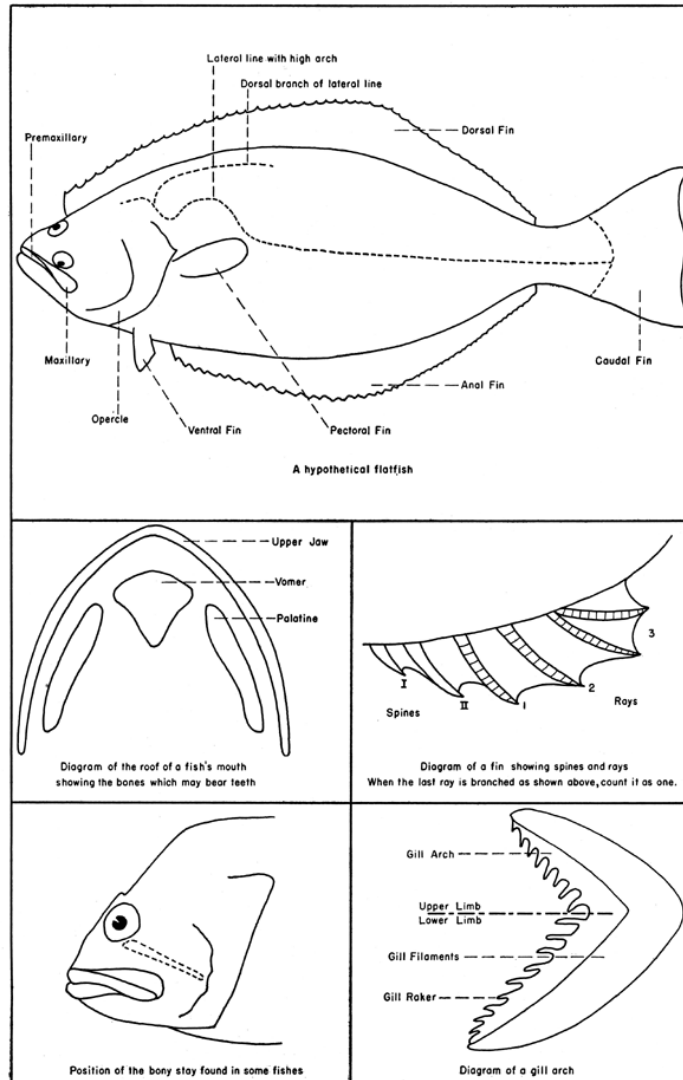 Lateral line with high arch
Dorsal branch of lateral line
Premaxillary
Dorsal Fin
Maxillary
Caudal Fin
Anal Fin
Opercle
Ventral Fin
Pectoral Fin
A hypothetical flatfish
Upper Jaw
Vomer
Palatine
Diagram of the roof of a fish's mouth
showing the bones which may bear teeth
I
II
1
2
3
Spines
Rays
Diagram of a fin showing spines and rays
When the last ray is branched as shown above, count it as one.
Position of the bony stay found in some fishes
Gill Arch
Upper Limb
Lower Limb
Gill Filaments
Gill Raker
Diagram of a gill arch